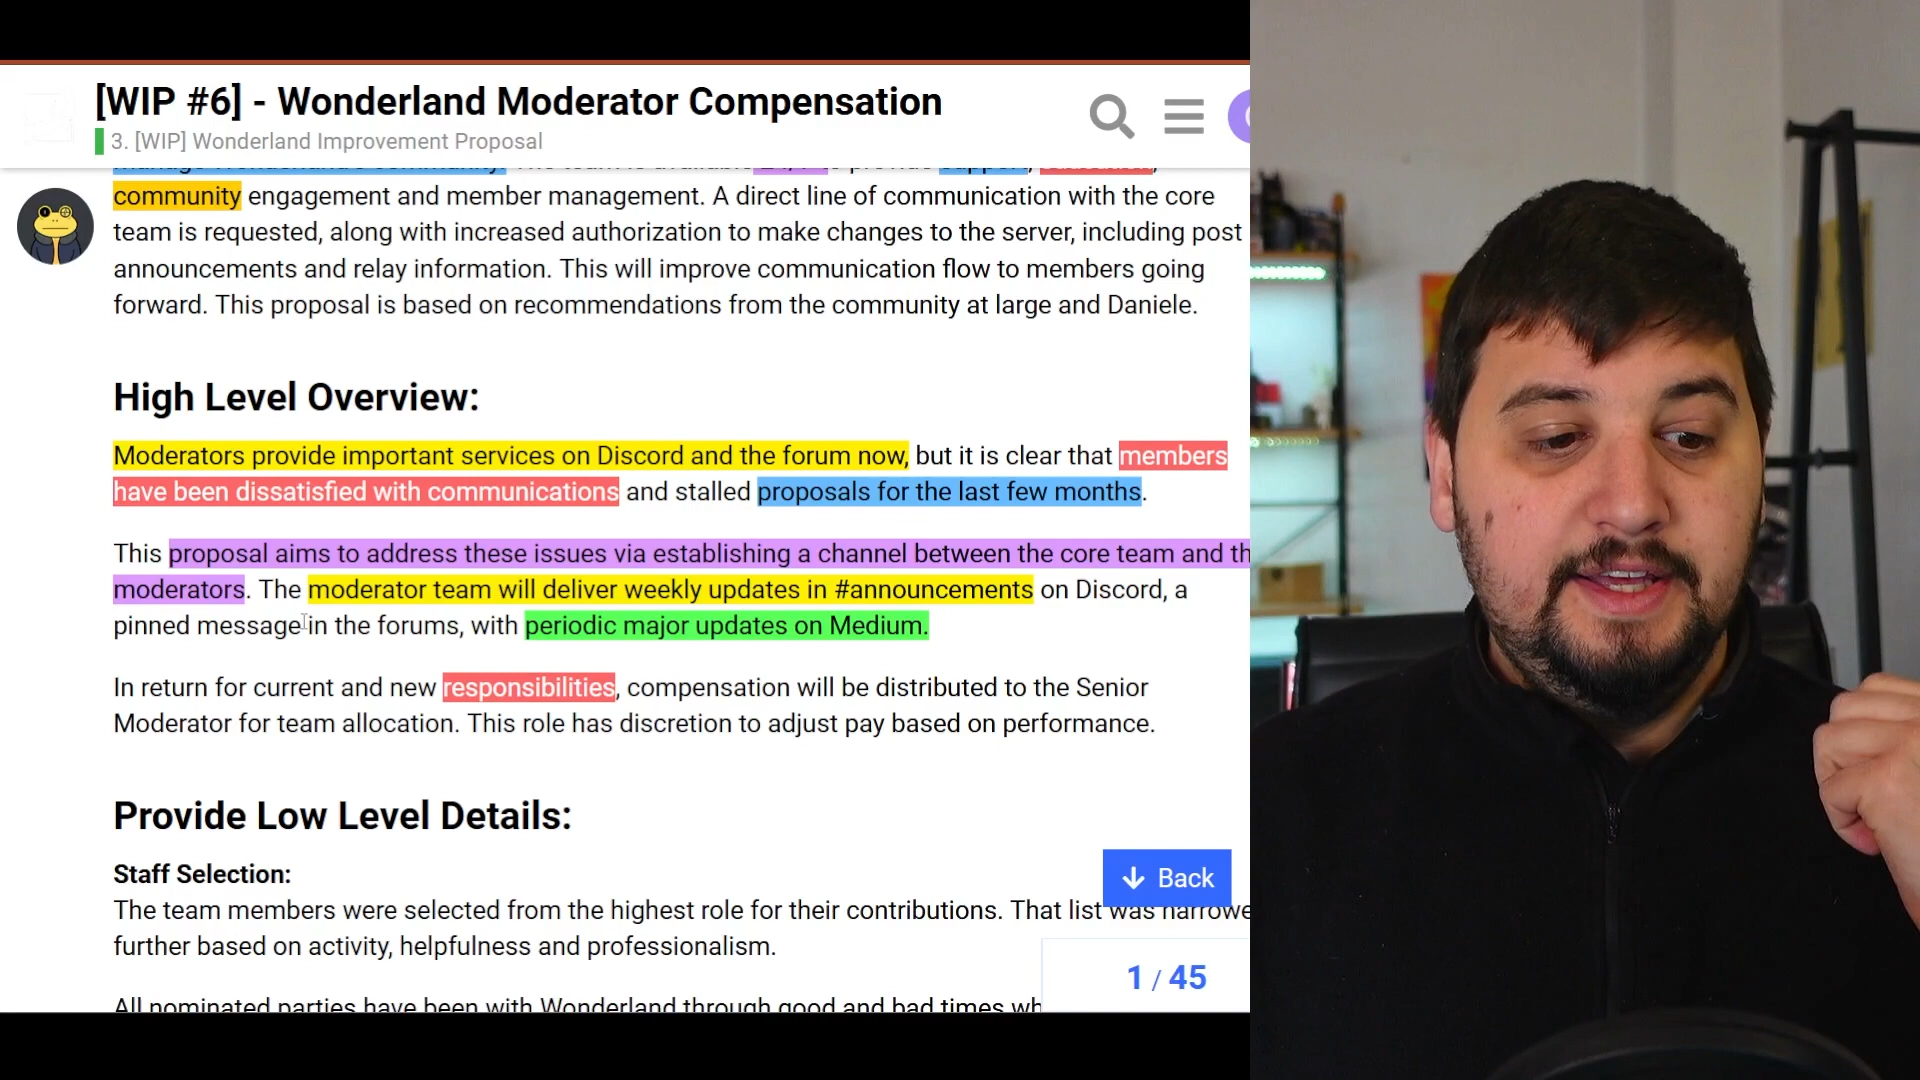 [WIP #6] - Wonderland Moderator Compensation
3. [WIP] Wonderland Improvement Proposal
community engagement and member management. A direct line of communication with the core
team is requested, along with increased authorization to make changes to the server, including post
announcements and relay information. This will improve communication flow to members going
forward. This proposal is based on recommendations from the community at large and Daniele.
High Level Overview:
Moderators provide important services on Discord and the forum now, but it is clear that members
have been dissatisfied with communications and stalled proposals for the last few months.
This proposal aims to address these issues via establishing a channel between the core team and th
moderators. The moderator team will deliver weekly updates in #announcements on Discord, a
pinned message in the forums, with periodic major updates on Medium.
In return for current and new responsibilities, compensation will be distributed to the Senior
Moderator for team allocation. This role has discretion to adjust pay based on performance.
Provide Low Level Details:
Staff Selection:
Back
The team members were selected from the highest role for their contributions. That list was narrowe
further based on activity, helpfulness and professionalism.
1 / 45
All nominated parties have been with Wonderland through good and bad times wh